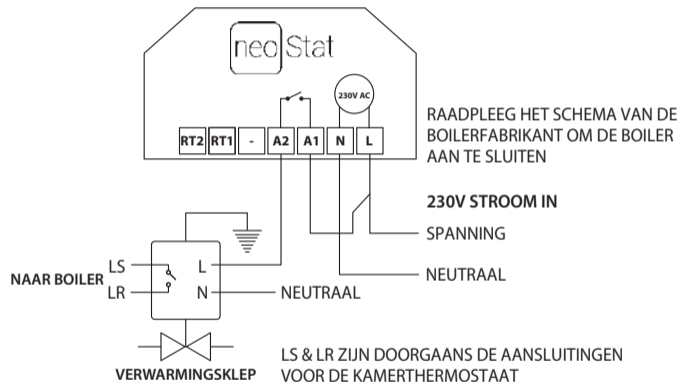 neoStat
230V AC
RT2 RT1 - A2 A1 N L
RAADPLEEG HET SCHEMA VAN DE
BOILERFABRIKANT OM DE BOILER
AAN TE SLUITEN
230V STROOM IN
SPANNING
NEUTRAAL
NAAR BOILER
LS
LR
L
N
NEUTRAAL
VERWARMINGSKLEP
LS & LR ZIJN DOORGAANS DE AANSLUITINGEN
VOOR DE KAMERTHERMOSTAAT